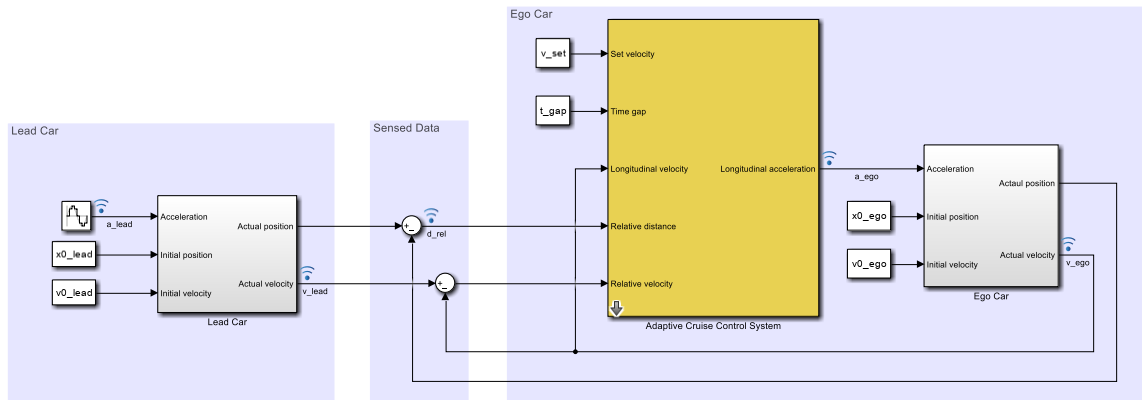 Ego Car
v_set
Set velocity
t_gap
Time gap
Lead Car
Sensed Data
Longitudinal velocity
Longitudinal acceleration
a_ego
Acceleration
Actaul position
x0_ego
Initial position
Actual velocity
v_ego
v0_ego
Initial velocity
Ego Car
a_lead
Acceleration
Actual position
x0_lead
Initial position
v0_lead
Initial velocity
Actual velocity
v_lead
Lead Car
+_
d_rel
Relative distance
+_
Relative velocity
Adaptive Cruise Control System